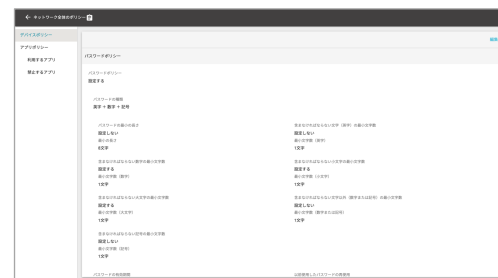 ← ネットワーク全体のポリシー
デバイスポリシー
アプリポリシー
利用するアプリ
禁止するアプリ
編集
パスワードポリシー
パスワードポリシー
設定する
パスワードの種類
英字 + 数字 + 記号
パスワードの最小の長さ
設定しない
最小の長さ
8文字
含まなければならない文字（英字）の最小文字数
設定しない
最小文字数（英字）
1文字
含まなければならない数字の最小文字数
設定する
最小文字数（数字）
1文字
含まなければならない小文字の最小文字数
設定する
最小文字数（小文字）
1文字
含まなければならない大文字の最小文字数
設定する
最小文字数（大文字）
1文字
含まなければならない文字以外（数字または記号）の最小文字数
設定しない
最小文字数（数字または記号）
1文字
含まなければならない記号の最小文字数
設定しない
最小文字数（記号）
1文字
パスワードの有効期間
以前使用したパスワードの再使用